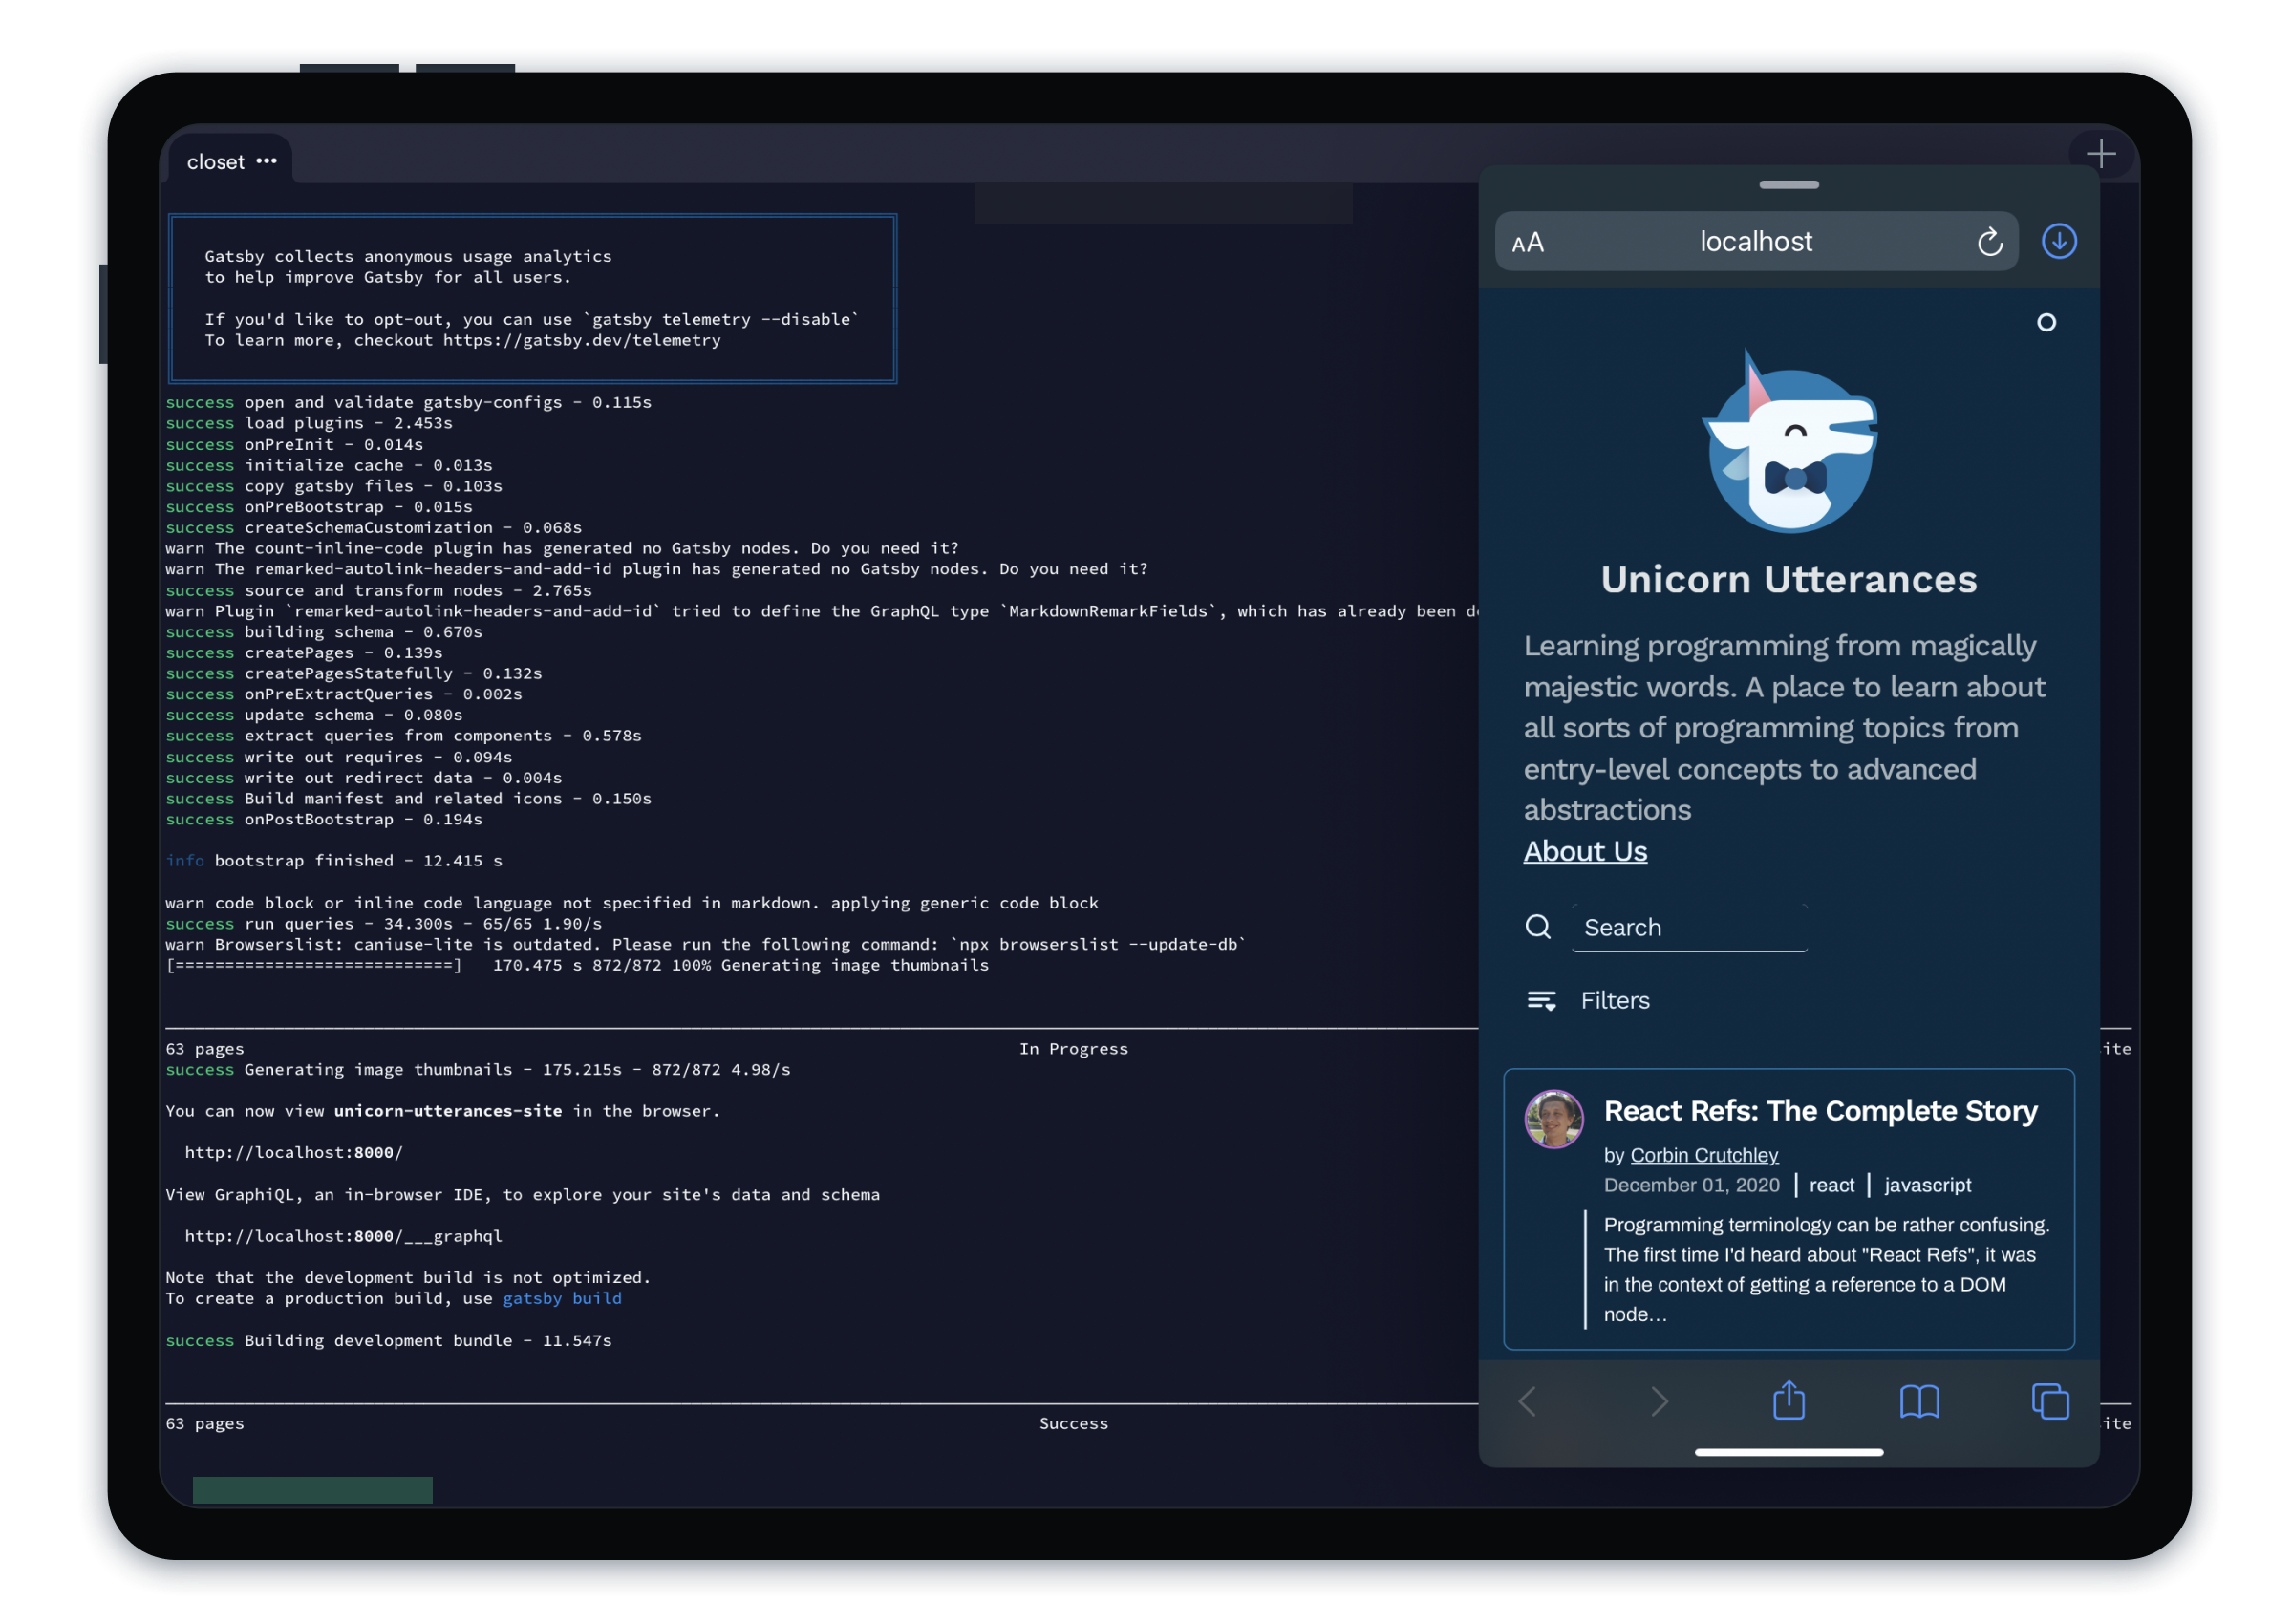 closet •••
Gatsby collects anonymous usage analytics
to help improve Gatsby for all users.
If you'd like to opt-out, you can use `gatsby telemetry --disable`
To learn more, checkout https://gatsby.dev/telemetry
success open and validate gatsby-configs - 0.115s
success load plugins - 2.453s
success onPreInit - 0.014s
success initialize cache - 0.013s
success copy gatsby files - 0.103s
success onPreBootstrap - 0.015s
success createSchemaCustomization - 0.068s
warn The count-inline-code plugin has generated no Gatsby nodes. Do you need it?
warn The remarked-autolink-headers-and-add-id plugin has generated no Gatsby nodes. Do you need it?
success source and transform nodes - 2.765s
warn Plugin `remarked-autolink-headers-and-add-id` tried to define the GraphQL type `MarkdownRemarkFields`, which has already been
success building schema - 0.670s
success createPages - 0.139s
success createPagesStatefully - 0.132s
success onPreExtractQueries - 0.002s
success update schema - 0.080s
success extract queries from components - 0.578s
success write out requires - 0.094s
success write out redirect data - 0.004s
success Build manifest and related icons - 0.150s
success onPostBootstrap - 0.194s
info bootstrap finished - 12.415 s
warn code block or inline code language not specified in markdown. applying generic code block
success run queries - 34.300s - 65/65 1.90/s
warn Browserslist: caniuse-lite is outdated. Please run the following command: `npx browserslist --update-db`
[============================] 170.475 s 872/872 100% Generating image thumbnails
63 pages In Progress ite
success Generating image thumbnails - 175.215s - 872/872 4.98/s
You can now view unicorn-utterances-site in the browser.
http://localhost:8000/
View GraphiQL, an in-browser IDE, to explore your site's data and schema
http://localhost:8000/___graphql
Note that the development build is not optimized.
To create a production build, use gatsby build
success Building development bundle - 11.547s
63 pages Success ite
AA localhost
Unicorn Utterances
Learning programming from magically
majestic words. A place to learn about
all sorts of programming topics from
entry-level concepts to advanced
abstractions
About Us
Search
Filters
React Refs: The Complete Story
by Corbin Crutchley
December 01, 2020 | react | javascript
Programming terminology can be rather confusing.
The first time I'd heard about "React Refs", it was
in the context of getting a reference to a DOM
node…